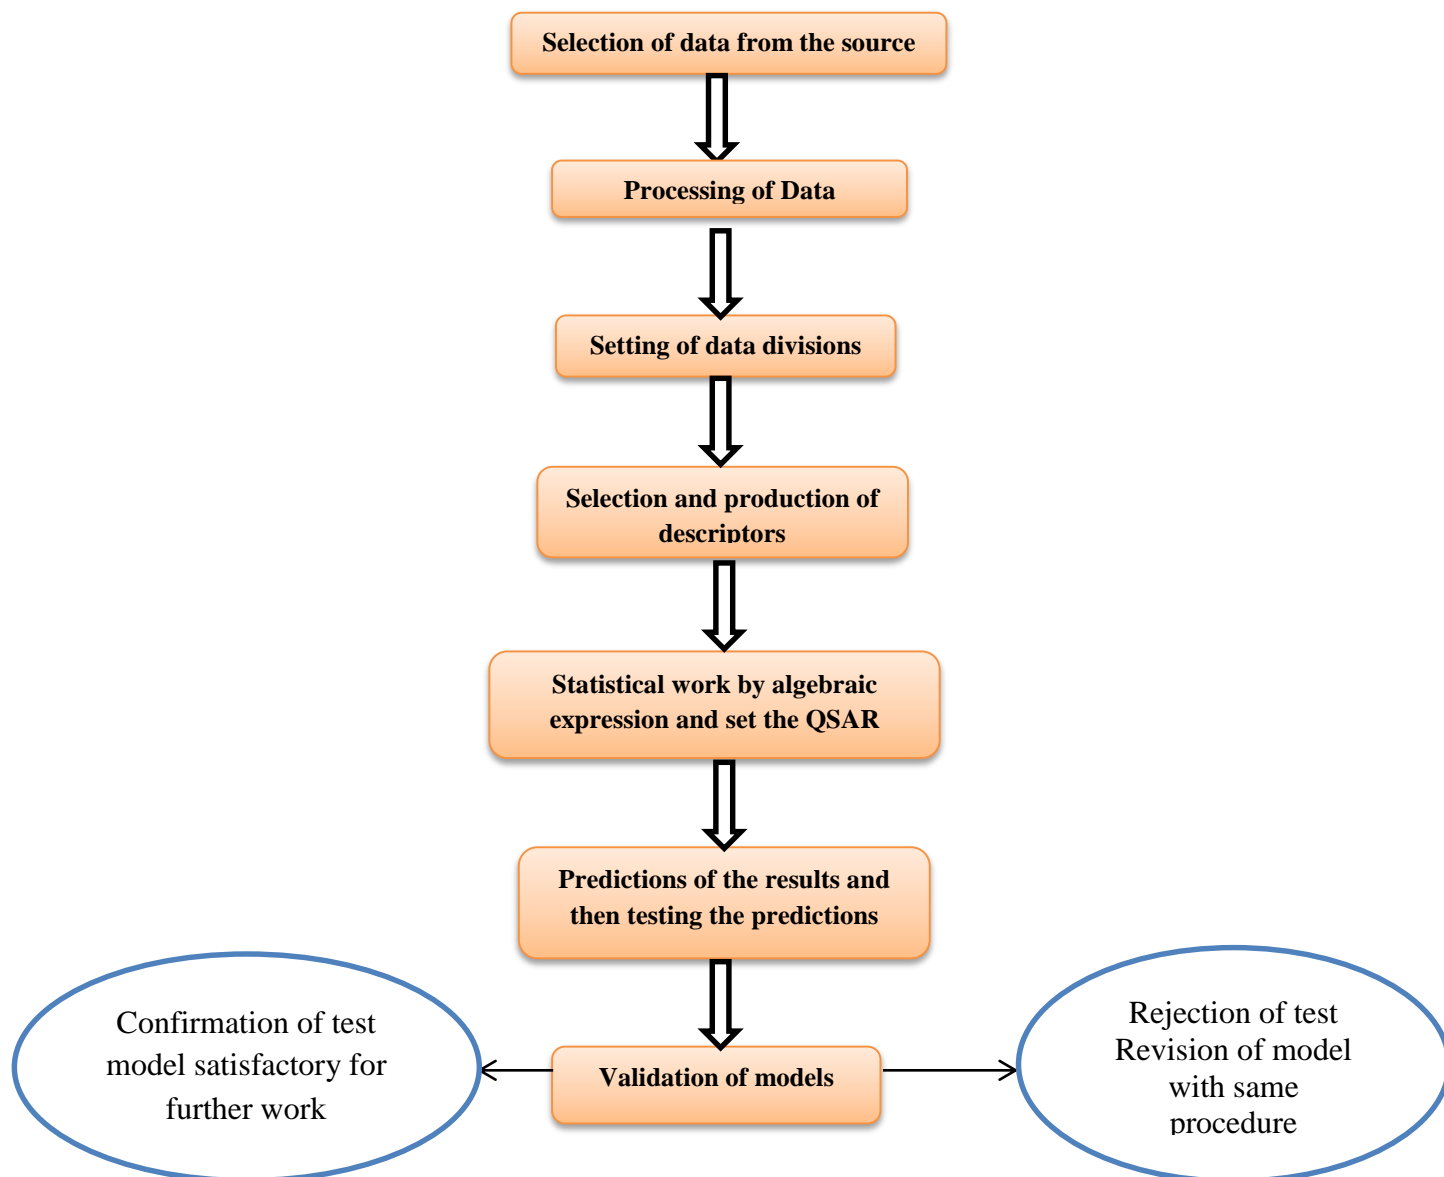 Selection of data from the source
Processing of Data
Setting of data divisions
Selection and production of
descriptors
Statistical work by algebraic
expression and set the QSAR
Predictions of the results and
then testing the predictions
Validation of models
Confirmation of test
model satisfactory for
further work
Rejection of test
Revision of model
with same
procedure